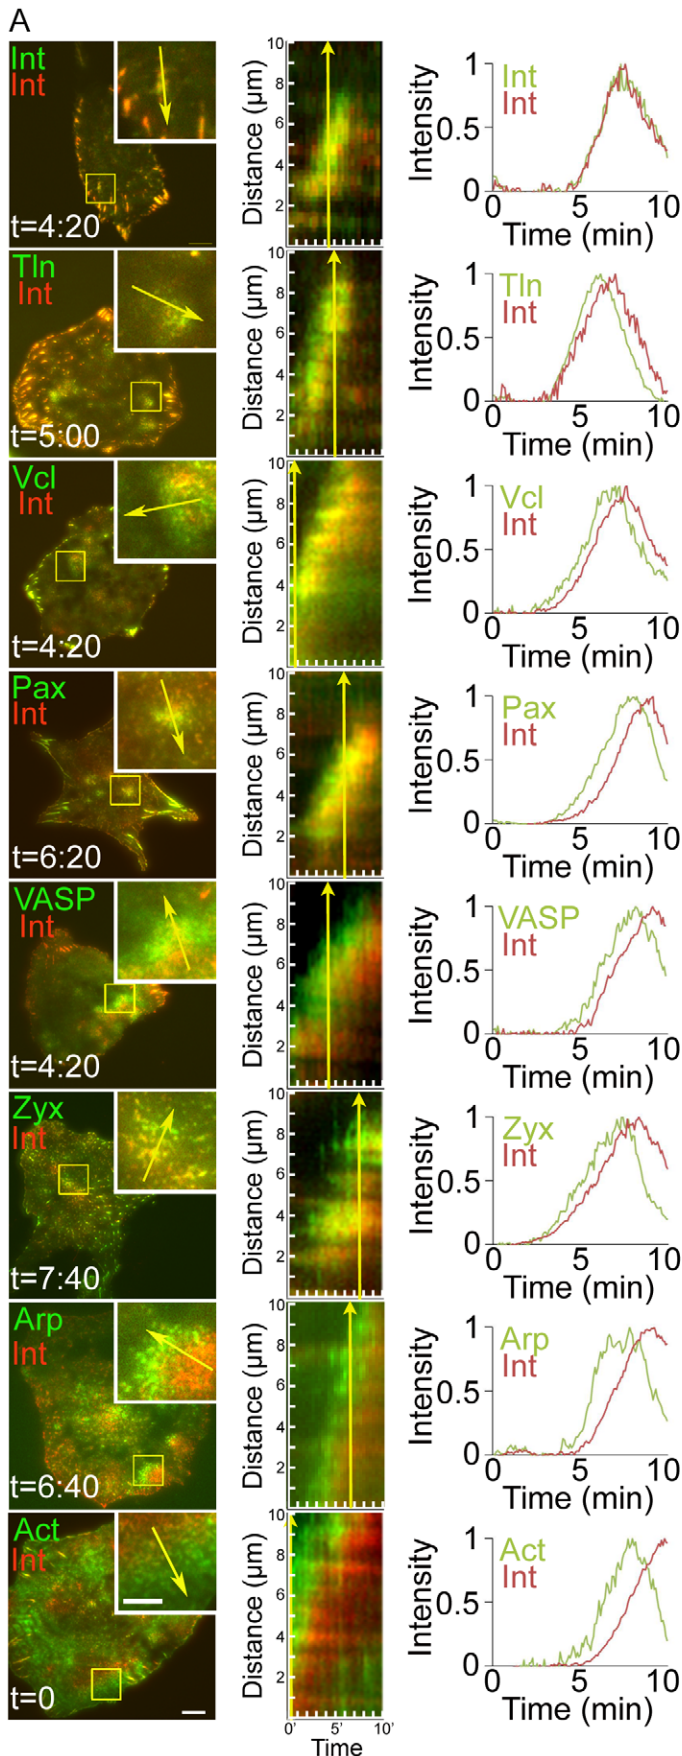 A
Int
Int
t=4:20
Distance (μm)
10
8
6
4
2
Intensity
1
0.5
0
Int
Int
0 5 10
Time (min)
Tln
Int
t=5:00
Distance (μm)
10
8
6
4
2
Intensity
1
0.5
0
Tln
Int
0 5 10
Time (min)
Vcl
Int
t=4:20
Distance (μm)
10
8
6
4
2
Intensity
1
0.5
0
Vcl
Int
0 5 10
Time (min)
Pax
Int
t=6:20
Distance (μm)
10
8
6
4
2
Intensity
1
0.5
0
Pax
Int
0 5 10
Time (min)
VASP
Int
t=4:20
Distance (μm)
10
8
6
4
2
Intensity
1
0.5
0
VASP
Int
0 5 10
Time (min)
Zyx
Int
t=7:40
Distance (μm)
10
8
6
4
2
Intensity
1
0.5
0
Zyx
Int
0 5 10
Time (min)
Arp
Int
t=6:40
Distance (μm)
10
8
6
4
2
Intensity
1
0.5
0
Arp
Int
0 5 10
Time (min)
Act
Int
t=0
Distance (μm)
10
8
6
4
2
0' 5' 10'
Time
Intensity
1
0.5
0
Act
Int
0 5 10
Time (min)